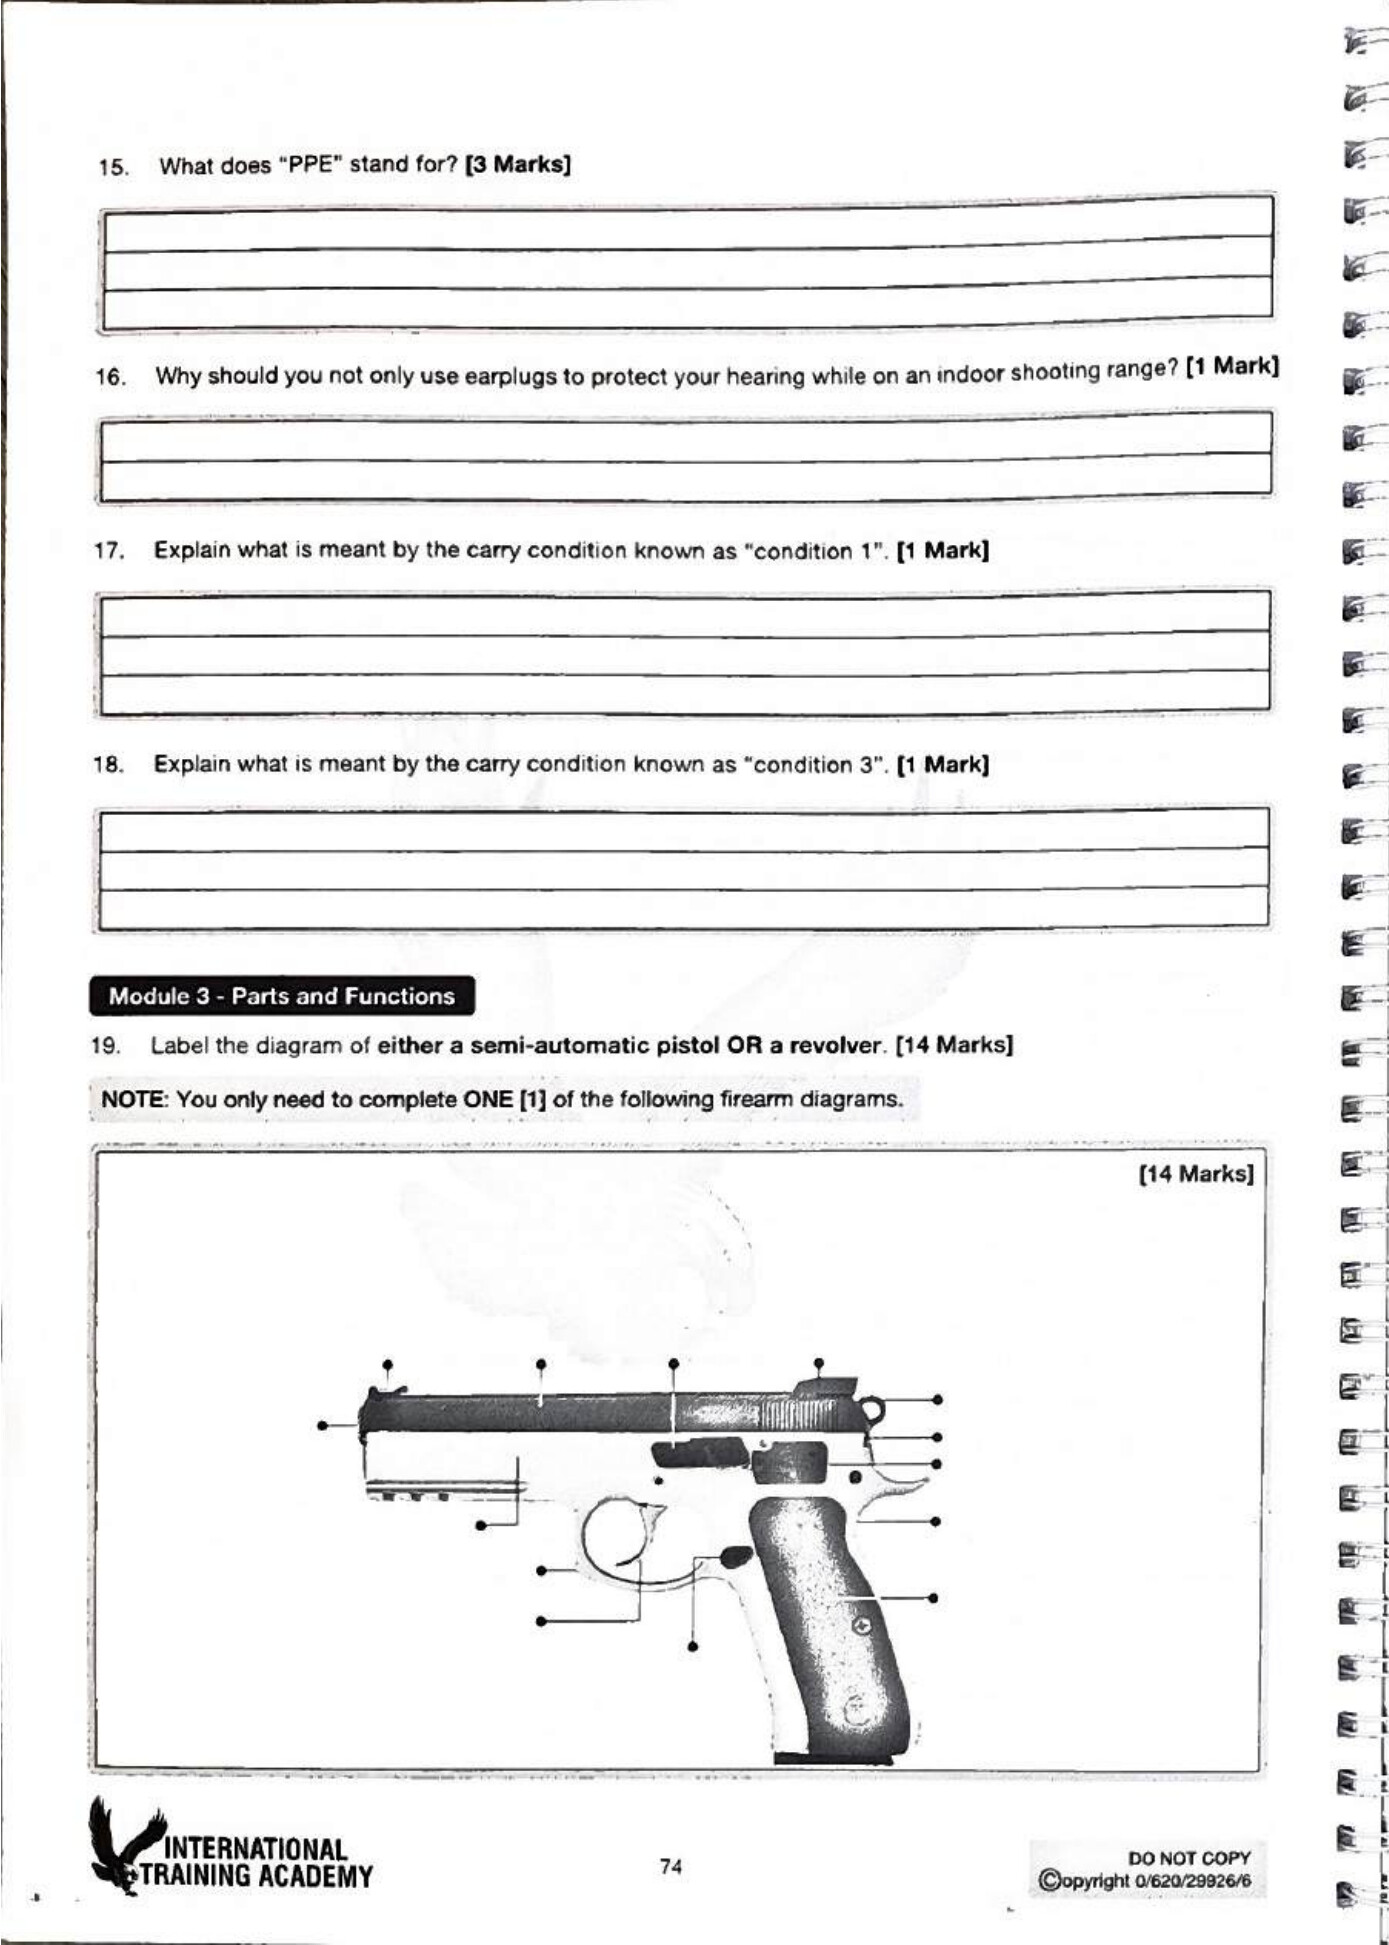 15. What does "PPE" stand for? [3 Marks]
16. Why should you not only use earplugs to protect your hearing while on an indoor shooting range? [1 Mark]
17. Explain what is meant by the carry condition known as "condition 1". [1 Mark]
18. Explain what is meant by the carry condition known as "condition 3". [1 Mark]
Module 3 - Parts and Functions
19. Label the diagram of either a semi-automatic pistol OR a revolver. [14 Marks]
NOTE: You only need to complete ONE [1] of the following firearm diagrams.
[14 Marks]
INTERNATIONAL
TRAINING ACADEMY
74
DO NOT COPY
©opyright 0/620/29926/6